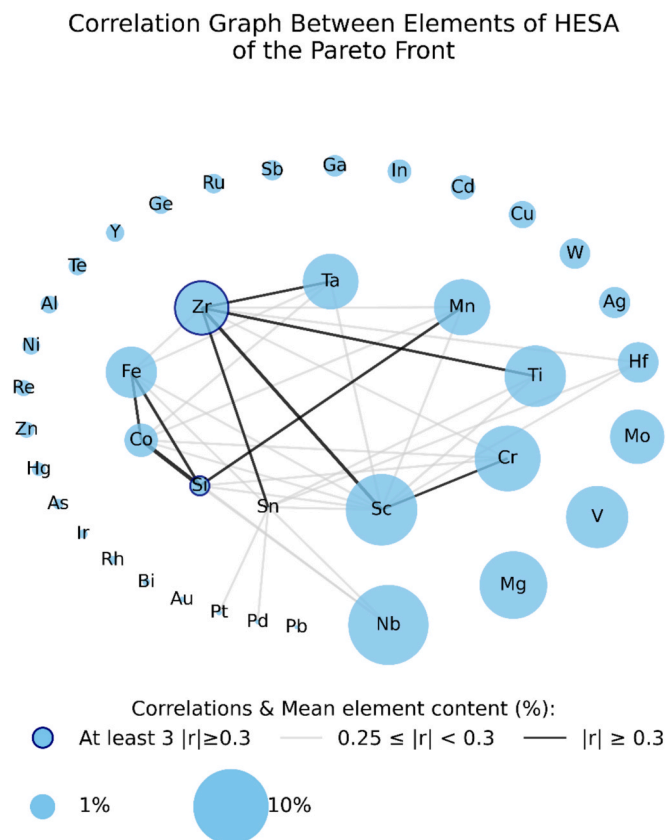 Correlation Graph Between Elements of HESA
of the Pareto Front
Ga
Sb
In
Ru
Cd
Ge
Cu
Y
W
Te
Ta
Al
Zr
Mn
Ag
Ni
Hf
Fe
Ti
Re
Zn
Co
Mo
Cr
Hg
Si
As
Sn
Sc
V
Ir
Rh
Bi
Mg
Au
Pt
Pd
Pb
Nb
Correlations & Mean element content (%):
At least 3 |r|≥0.3 0.25 ≤ |r| < 0.3 |r| ≥ 0.3
1% 10%